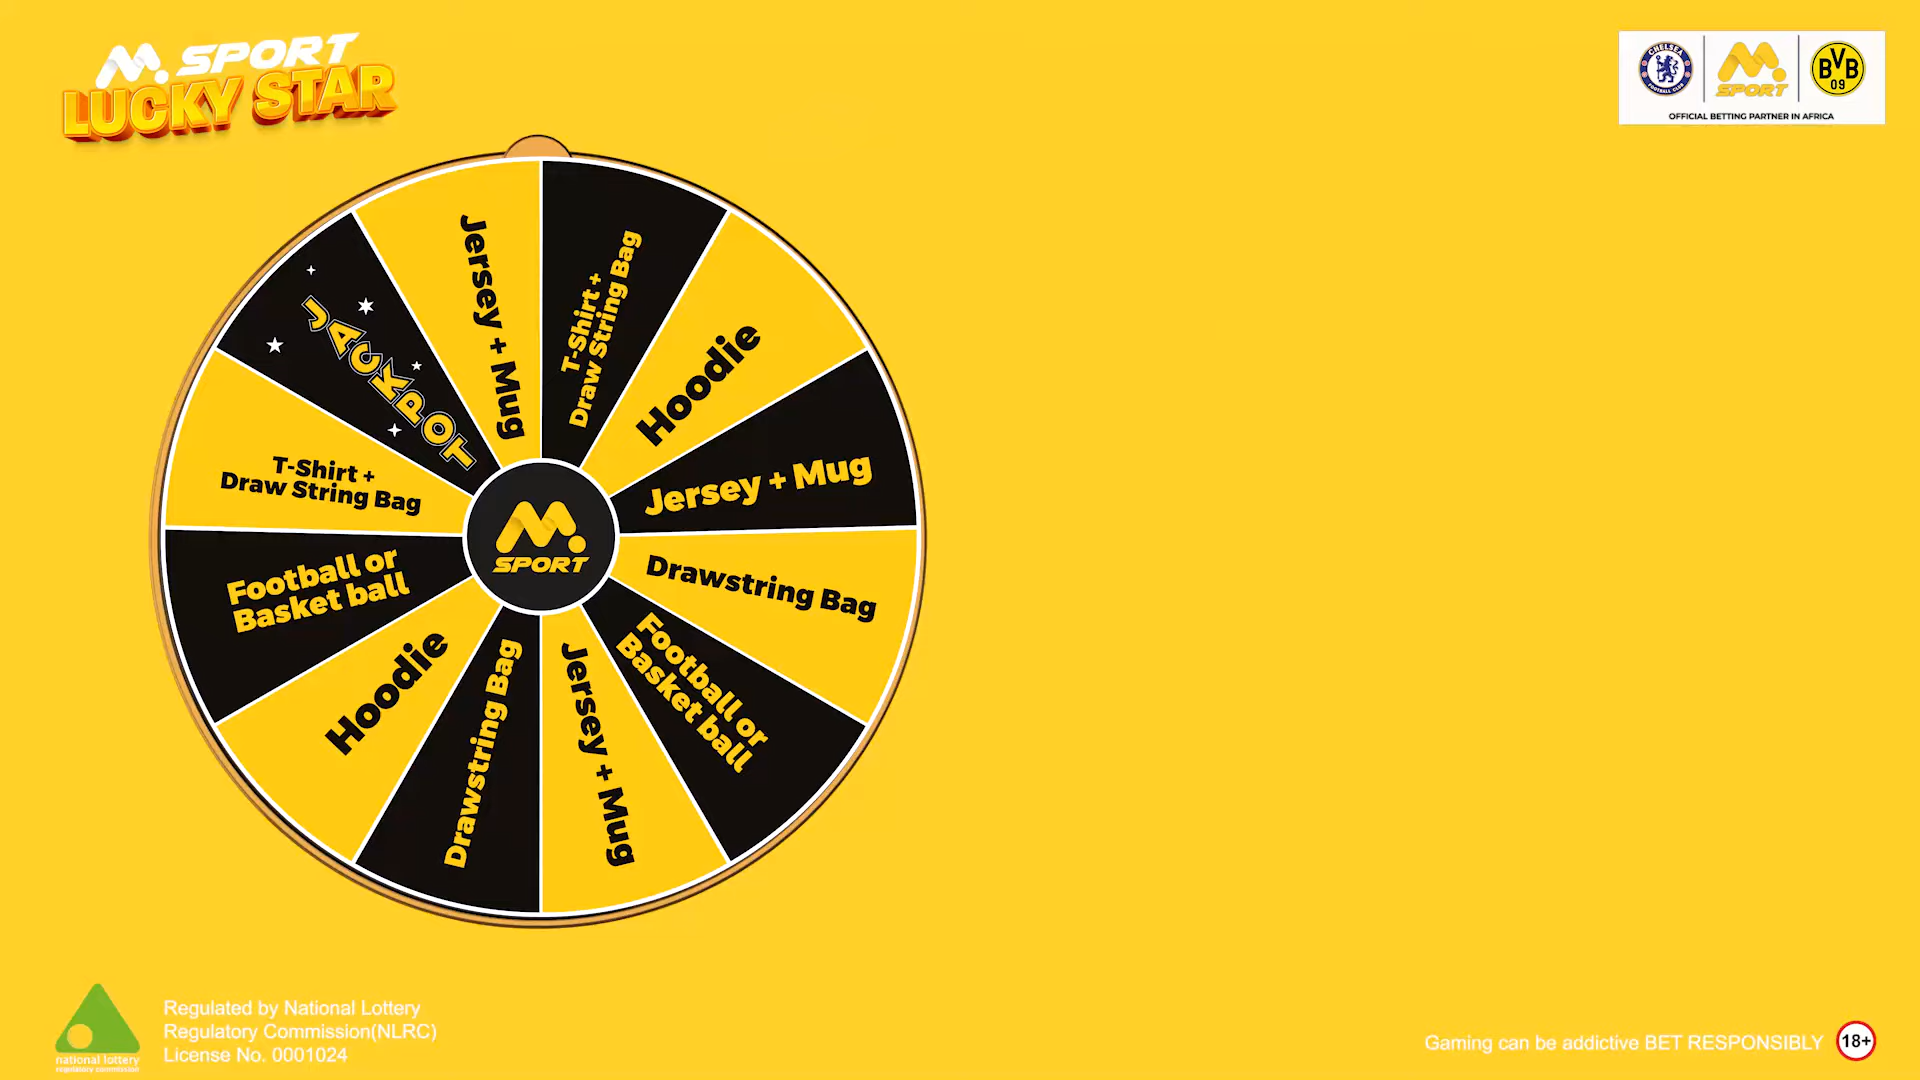 M.SPORT
LUCKY STAR
CHELSEA
FOOTBALL CLUB
M.
SPORT
BVB
09
OFFICIAL BETTING PARTNER IN AFRICA
T-Shirt +
Draw String Bag
Hoodie
Jersey + Mug
Drawstring Bag
Football or
Basket ball
Jersey + Mug
Drawstring Bag
Hoodie
Football or
Basket ball
T-Shirt +
Draw String Bag
JACKPOT
Jersey + Mug
M.
SPORT
national lottery
regulatory commission
Regulated by National Lottery
Regulatory Commission(NLRC)
License No. 0001024
Gaming can be addictive BET RESPONSIBLY
18+